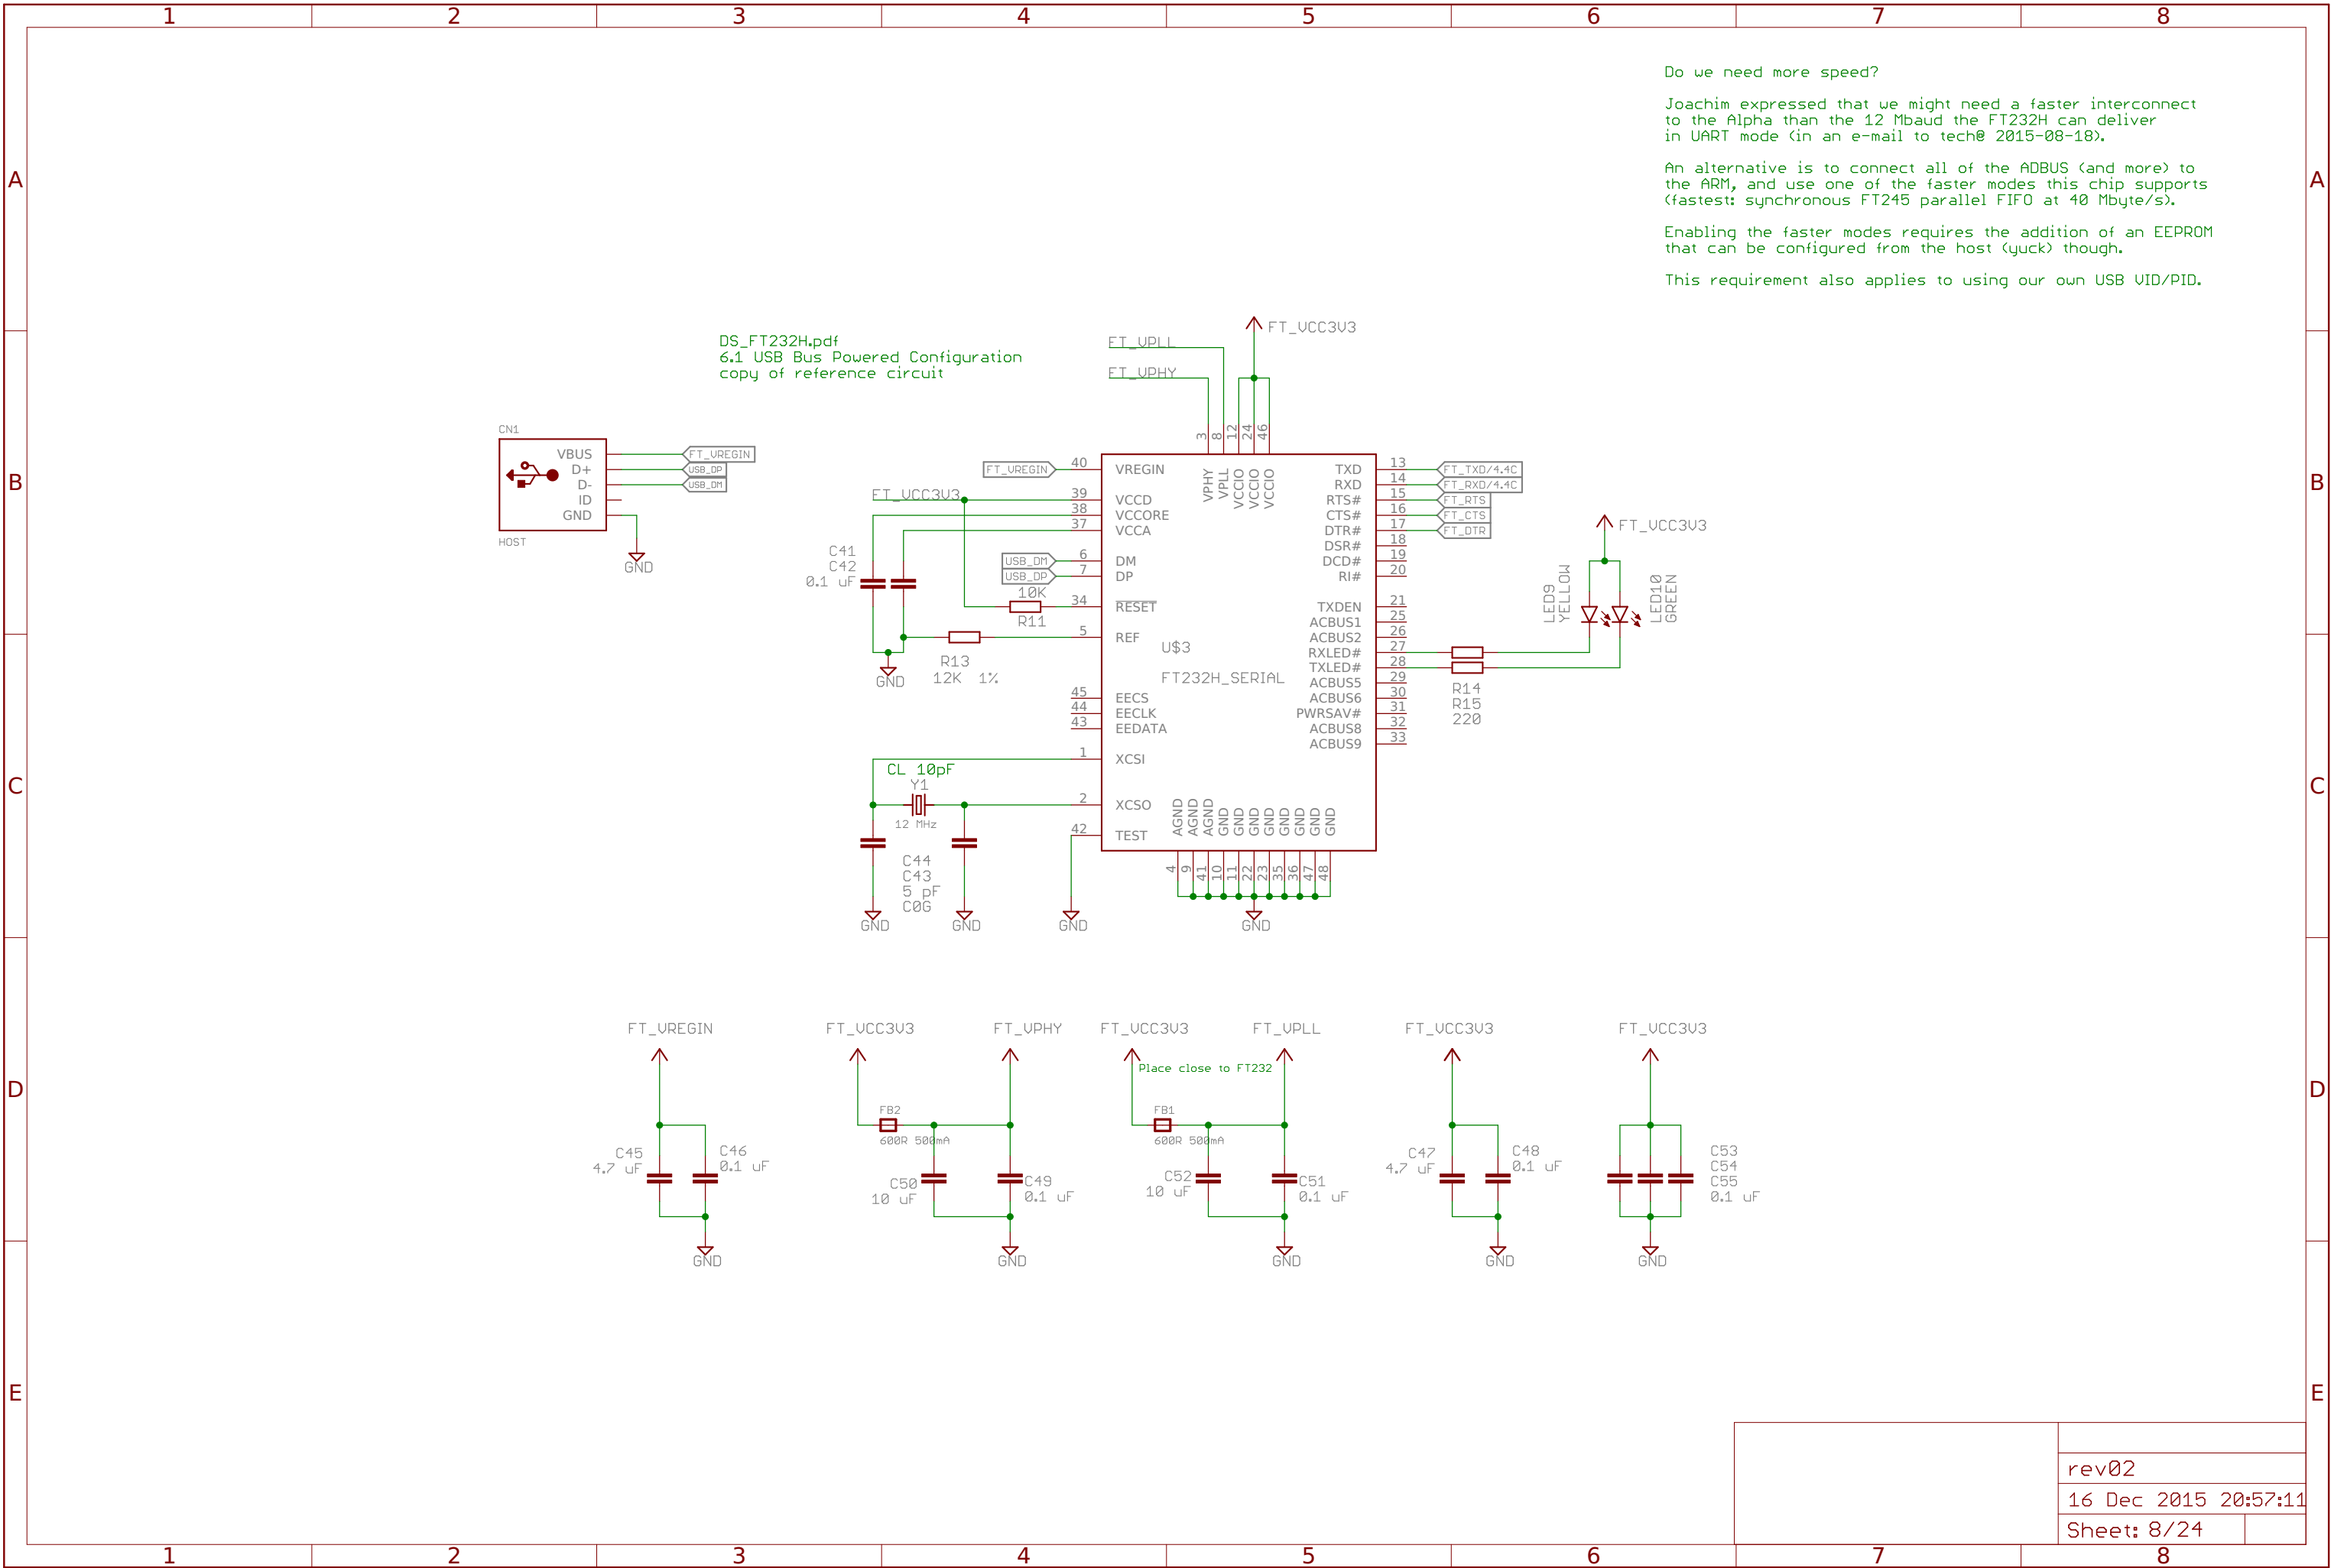 1 2 3 4 5 6 7 8
Do we need more speed?
Joachim expressed that we might need a faster interconnect
to the Alpha than the 12 Mbaud the FT232H can deliver
in UART mode (in an e-mail to tech@ 2015-08-18).
An alternative is to connect all of the ADBUS (and more) to
the ARM, and use one of the faster modes this chip supports
(fastest: synchronous FT245 parallel FIFO at 40 Mbyte/s).
Enabling the faster modes requires the addition of an EEPROM
that can be configured from the host (yuck) though.
This requirement also applies to using our own USB VID/PID.
A A
DS_FT232H.pdf
6.1 USB Bus Powered Configuration
copy of reference circuit
FT_VPLL
FT_VPHY
FT_VCC3V3
B B
CN1
VBUS FT_VREGIN
D+ USB_DP
D- USB_DM
ID
GND
HOST
GND
3 8 12 24 46
VPHY VPLL VCCIO VCCIO VCCIO
FT_VREGIN 40 VREGIN
FT_VCC3V3 39 VCCD
38 VCCORE
37 VCCA
USB_DM 6 DM
USB_DP 7 DP
10K
34 RESET
R11
5 REF
C41
C42
0.1 uF
GND
R13
12K 1%
U$3
FT232H_SERIAL
45 EECS
44 EECLK
43 EEDATA
1 XCSI
2 XCSO
42 TEST
TXD 13 FT_TXD/4.4C
RXD 14 FT_RXD/4.4C
RTS# 15 FT_RTS
CTS# 16 FT_CTS
DTR# 17 FT_DTR
DSR# 18
DCD# 19
RI# 20
TXDEN 21
ACBUS1 25
ACBUS2 26
RXLED# 27
TXLED# 28
ACBUS5 29
ACBUS6 30
PWRSAV# 31
ACBUS8 32
ACBUS9 33
FT_VCC3V3
LED9
YELLOW
LED10
GREEN
R14
R15
220
C C
CL 10pF
Y1
12 MHz
C44
C43
5 pF
C0G
GND GND GND
AGND AGND AGND GND GND GND GND GND GND GND GND
4 9 41 10 11 22 23 35 36 47 48
GND
D D
FT_VREGIN
C45
4.7 uF
C46
0.1 uF
GND
FT_VCC3V3 FT_VPHY
FB2
600R 500mA
C50
10 uF
C49
0.1 uF
GND
FT_VCC3V3 FT_VPLL
Place close to FT232
FB1
600R 500mA
C52
10 uF
C51
0.1 uF
GND
FT_VCC3V3
C47
4.7 uF
C48
0.1 uF
GND
FT_VCC3V3
C53
C54
C55
0.1 uF
GND
E E
rev02
16 Dec 2015 20:57:11
Sheet: 8/24
1 2 3 4 5 6 7 8